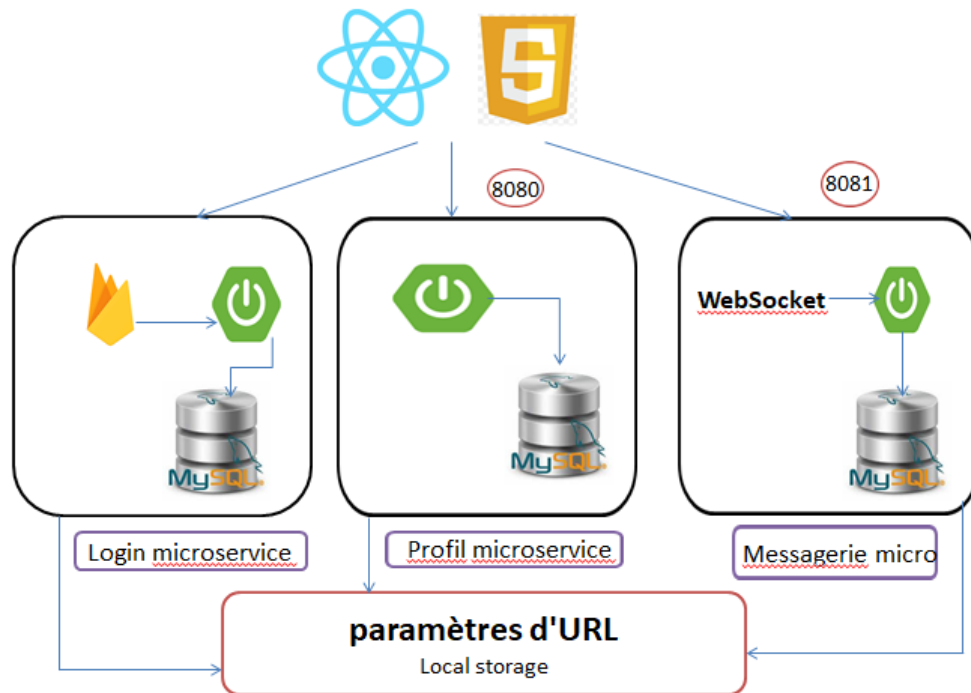 8080
8081
WebSocket
MySQL
MySQL
MySQL
Login microservice
Profil microservice
Messagerie micro
paramètres d'URL
Local storage